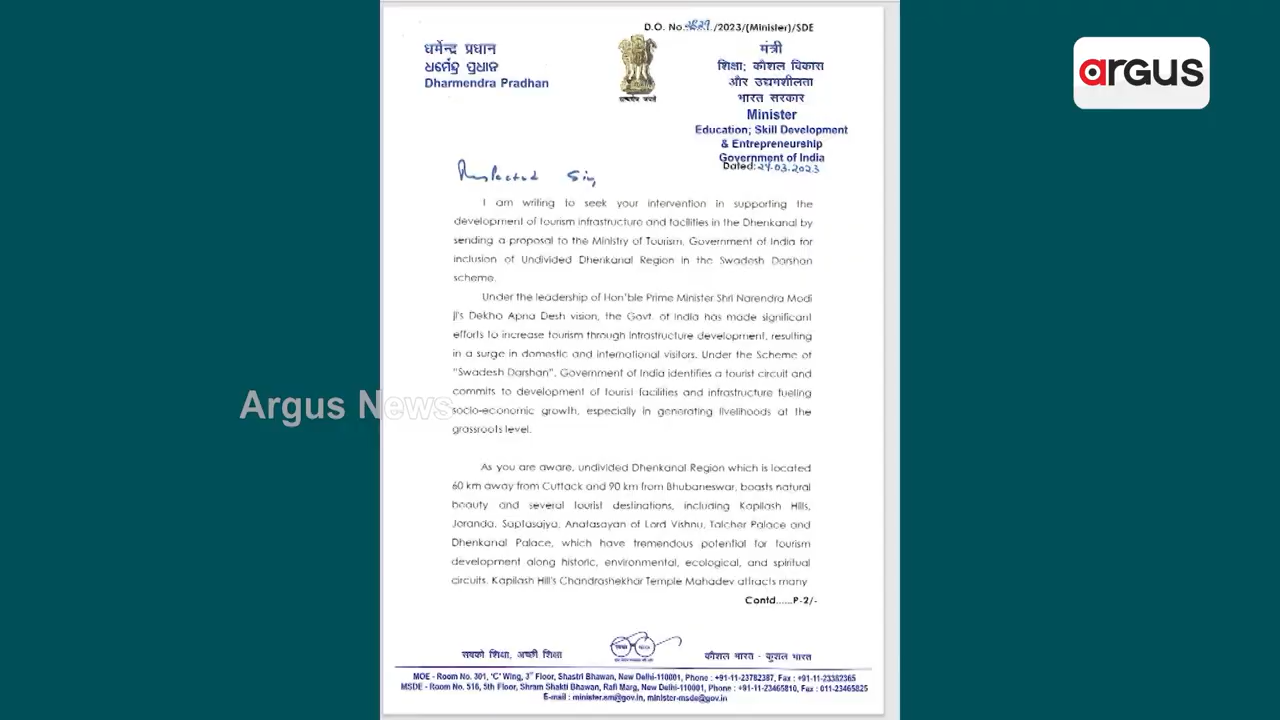 D.O. No. 2829/2023/(Minister)/SDE
धर्मेन्द्र प्रधान
ଧର୍ମେନ୍ଦ୍ର ପ୍ରଧାନ
Dharmendra Pradhan
सत्यमेव जयते
मंत्री
शिक्षा; कौशल विकास
और उद्यमशीलता
भारत सरकार
Minister
Education; Skill Development
& Entrepreneurship
Government of India
Dated: 24.03.2023
argus
Respected Sir,
I am writing to seek your intervention in supporting the
development of tourism infrastructure and facilities in the Dhenkanal by
sending a proposal to the Ministry of Tourism, Government of India for
inclusion of Undivided Dhenkanal Region in the Swadesh Darshan
scheme.
Under the leadership of Hon'ble Prime Minister Shri Narendra Modi
ji's Dekho Apna Desh vision, the Govt. of India has made significant
efforts to increase tourism through infrastructure development, resulting
in a surge in domestic and international visitors. Under the Scheme of
"Swadesh Darshan", Government of India identifies a tourist circuit and
commits to development of tourist facilities and infrastructure fueling
socio-economic growth, especially in generating livelihoods at the
grassroots level.
Argus News
As you are aware, undivided Dhenkanal Region which is located
60 km away from Cuttack and 90 km from Bhubaneswar, boasts natural
beauty and several tourist destinations, including Kapilash Hills,
Joranda, Saptasajya, Anatasayan of Lord Vishnu, Talcher Palace and
Dhenkanal Palace, which have tremendous potential for tourism
development along historic, environmental, ecological, and spiritual
circuits. Kapilash Hill's Chandrashekhar Temple Mahadev attracts many
Contd......P-2/-
सबको शिक्षा, अच्छी शिक्षा
कौशल भारत - कुशल भारत
MOE - Room No. 301, 'C' Wing, 3rd Floor, Shastri Bhawan, New Delhi-110001, Phone : +91-11-23782387, Fax : +91-11-23382365
MSDE - Room No. 516, 5th Floor, Shram Shakti Bhawan, Rafi Marg, New Delhi-110001, Phone : +91-11-23465810, Fax : 011-23465825
E-mail : minister.sm@gov.in, minister-msde@gov.in